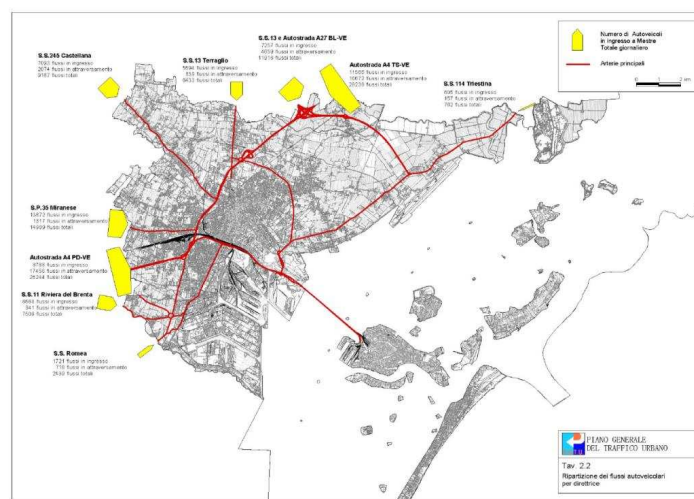 S.S.13 e Autostrada A27 BL-VE
7257 flussi in ingresso
flussi in attraversamento
flussi totali
Numero di Autoveicoli
in ingresso a Mestre
Totale giornaliero
Arterie principali
S.S.245 Castellana
7093 flussi in ingresso
2074 flussi in attraversamento
9167 flussi totali
S.S.13 Terraglio
flussi in ingresso
flussi in attraversamento
flussi totali
Autostrada A4 TS-VE
flussi in ingresso
flussi in attraversamento
flussi totali
S.S.114 Triestina
flussi in ingresso
flussi in attraversamento
flussi totali
S.P.35 Miranese
flussi in ingresso
flussi in attraversamento
flussi totali
Autostrada A4 PD-VE
flussi in ingresso
flussi in attraversamento
flussi totali
S.S.11 Riviera del Brenta
flussi in ingresso
flussi in attraversamento
flussi totali
S.S. Romea
1721 flussi in ingresso
flussi in attraversamento
flussi totali
PIANO GENERALE
DEL TRAFFICO URBANO
Tav 2.2
Ripartizione dei flussi autoveicolari
per direttrice